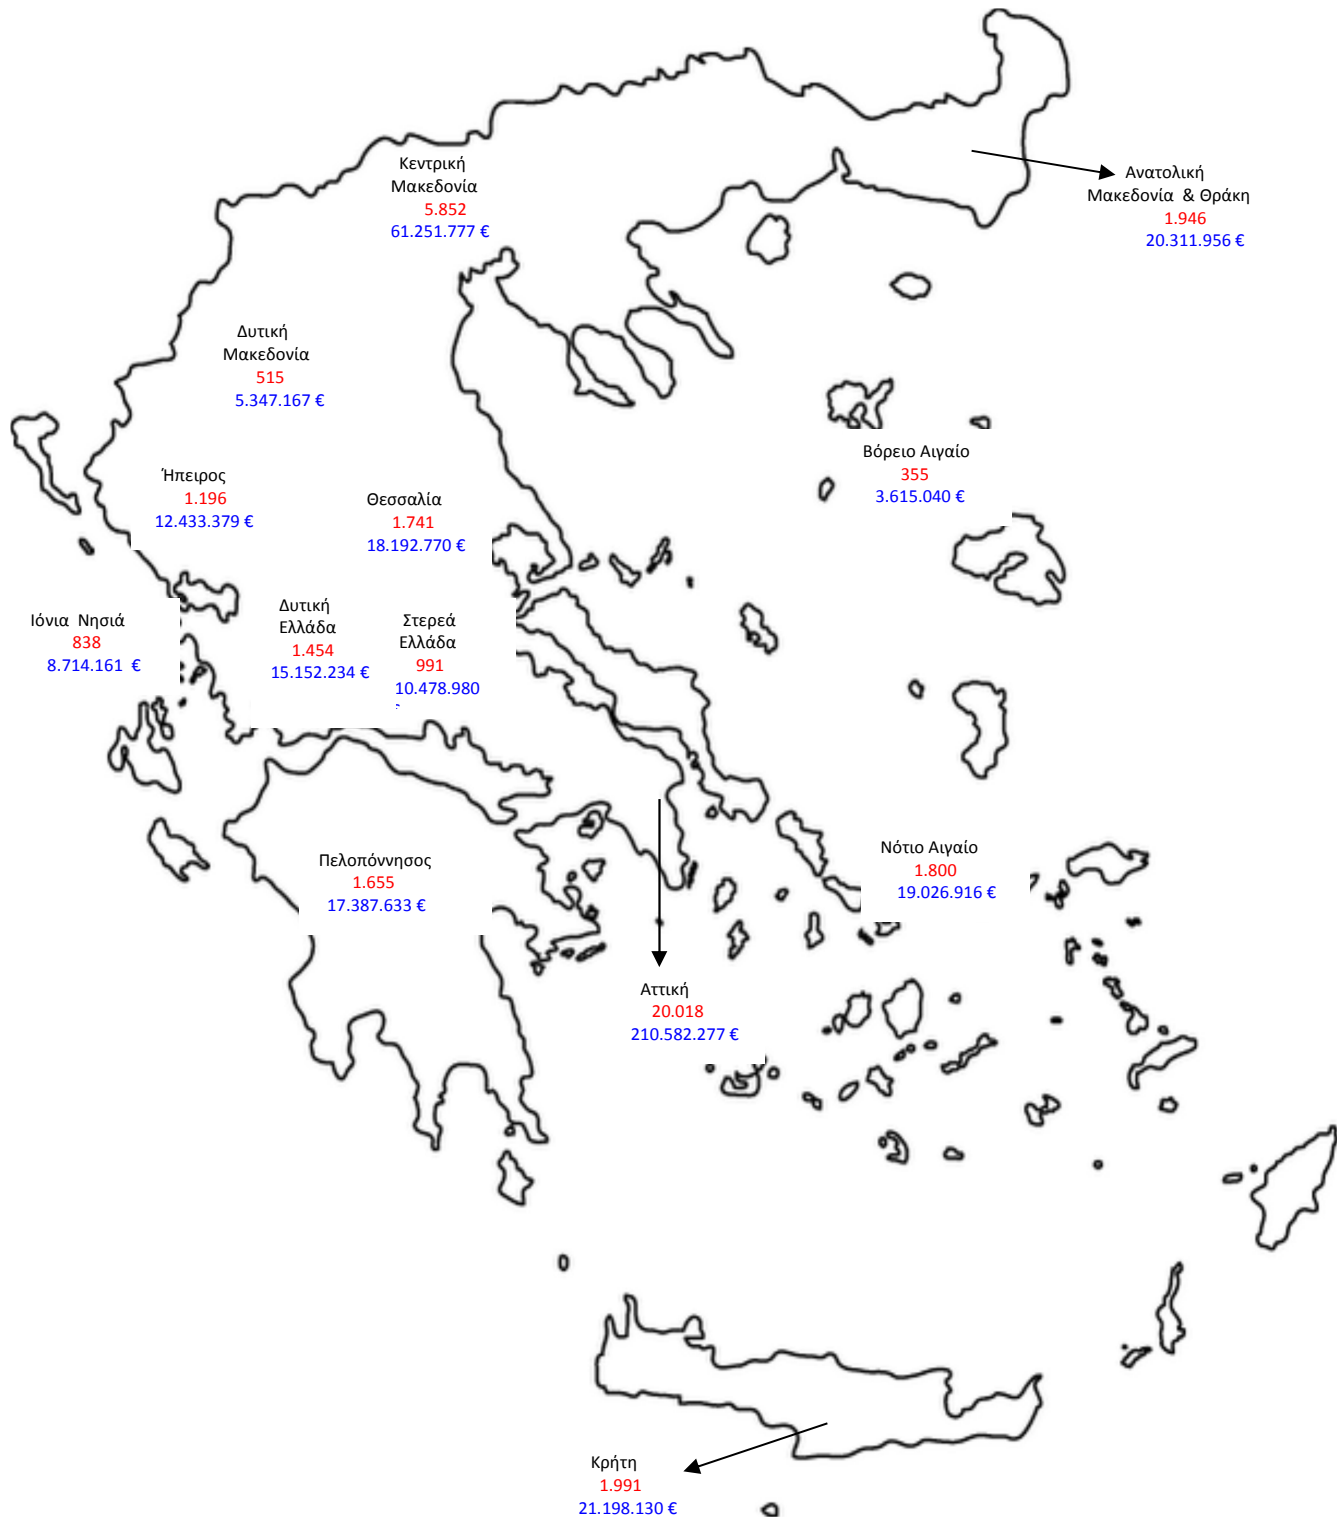 Κεντρική
Μακεδονία
5.852
61.251.777 €
Ανατολική
Μακεδονία & Θράκη
1.946
20.311.956 €
Δυτική
Μακεδονία
515
5.347.167 €
Βόρειο Αιγαίο
355
3.615.040 €
Ήπειρος
1.196
12.433.379 €
Θεσσαλία
1.741
18.192.770 €
Ιόνια Νησιά
838
8.714.161 €
Δυτική
Ελλάδα
1.454
15.152.234 €
Στερεά
Ελλάδα
991
10.478.980
Πελοπόννησος
1.655
17.387.633 €
Νότιο Αιγαίο
1.800
19.026.916 €
Αττική
20.018
210.582.277 €
Κρήτη
1.991
21.198.130 €